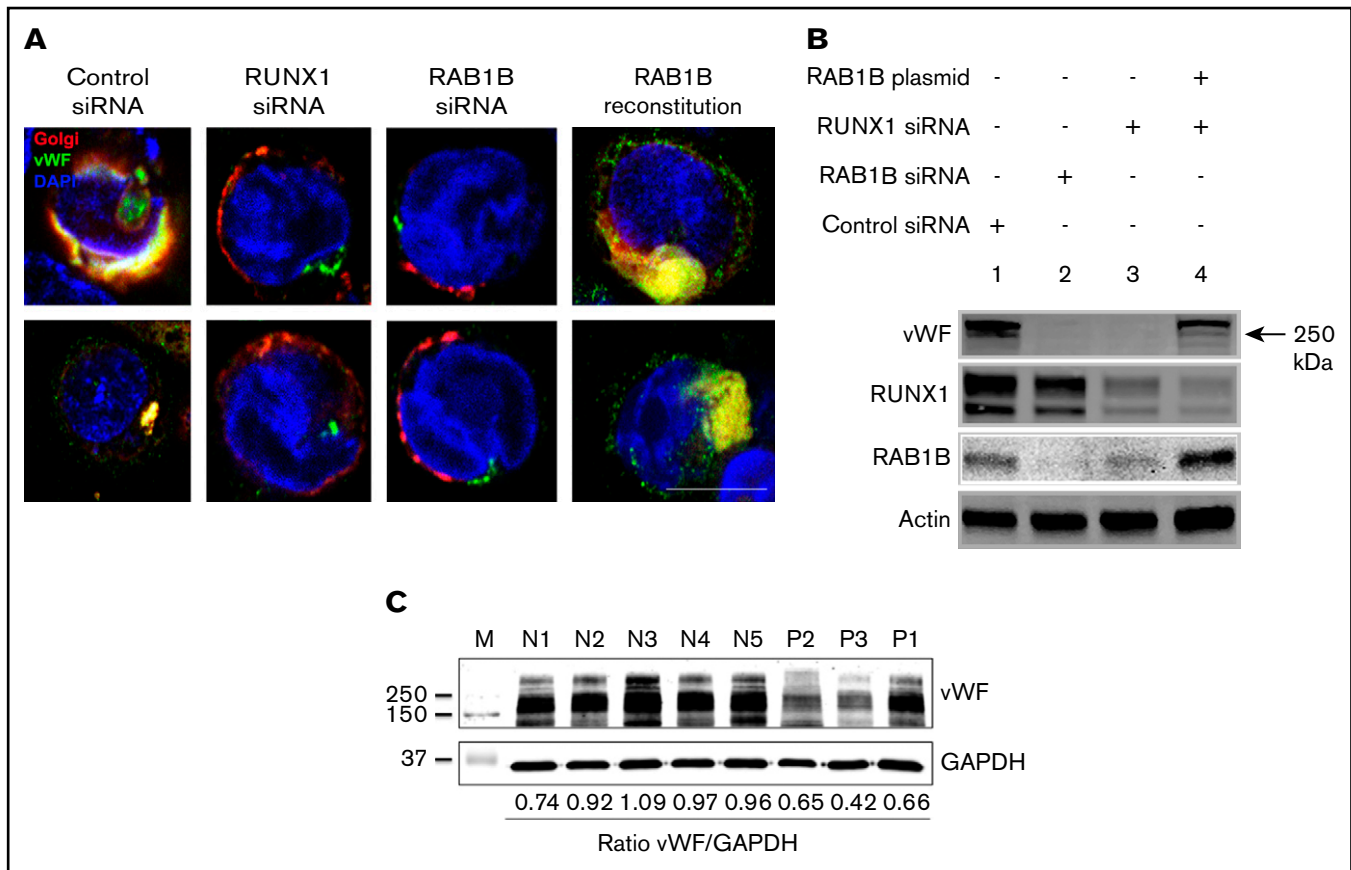 A
Control siRNA
RUNX1 siRNA
RAB1B siRNA
RAB1B reconstitution
Golgi
vWF
DAPI
B
RAB1B plasmid - - - +
RUNX1 siRNA - - + +
RAB1B siRNA - + - -
Control siRNA + - - -
1 2 3 4
vWF
250 kDa
RUNX1
RAB1B
Actin
C
M N1 N2 N3 N4 N5 P2 P3 P1
250
150
vWF
37
GAPDH
0.74 0.92 1.09 0.97 0.96 0.65 0.42 0.66
Ratio vWF/GAPDH